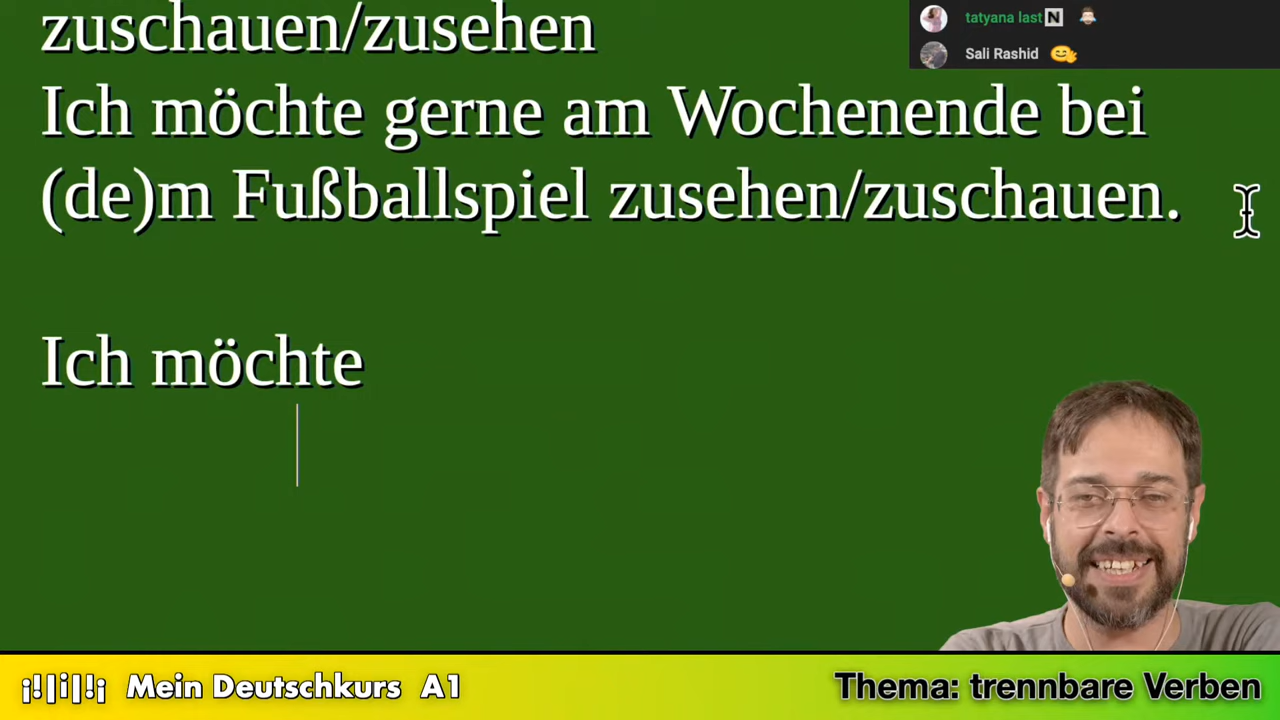 zuschauen/zusehen
Ich möchte gerne am Wochenende bei
(de)m Fußballspiel zusehen/zuschauen.
Ich möchte
tatyana last N
Sali Rashid
¡!|i|!¡ Mein Deutschkurs A1
Thema: trennbare Verben